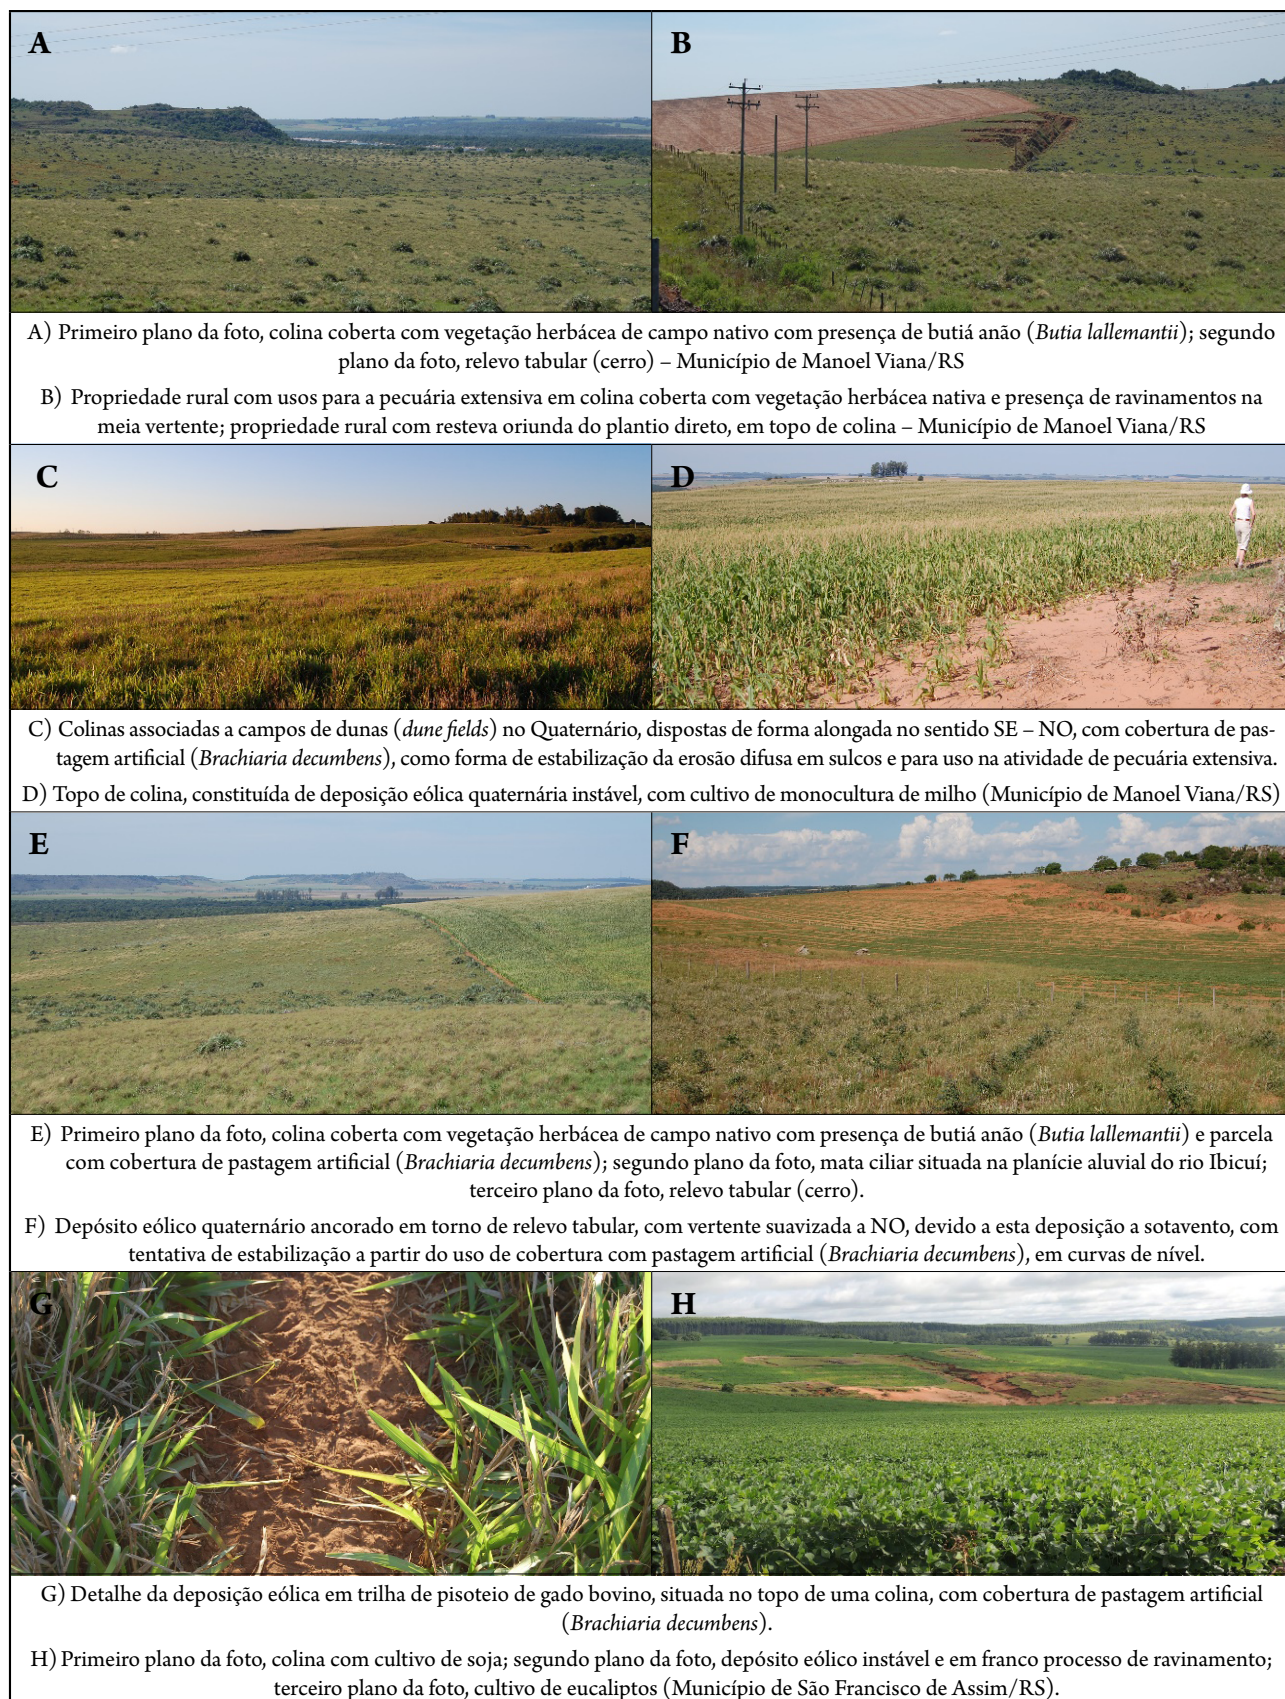 A
B
A) Primeiro plano da foto, colina coberta com vegetação herbácea de campo nativo com presença de butiá anão (Butia lallemantii); segundo
plano da foto, relevo tabular (cerro) – Município de Manoel Viana/RS
B) Propriedade rural com usos para a pecuária extensiva em colina coberta com vegetação herbácea nativa e presença de ravinamentos na
meia vertente; propriedade rural com resteva oriunda do plantio direto, em topo de colina – Município de Manoel Viana/RS
C
D
C) Colinas associadas a campos de dunas (dune fields) no Quaternário, dispostas de forma alongada no sentido SE – NO, com cobertura de pas-
tagem artificial (Brachiaria decumbens), como forma de estabilização da erosão difusa em sulcos e para uso na atividade de pecuária extensiva.
D) Topo de colina, constituída de deposição eólica quaternária instável, com cultivo de monocultura de milho (Município de Manoel Viana/RS)
E
F
E) Primeiro plano da foto, colina coberta com vegetação herbácea de campo nativo com presença de butiá anão (Butia lallemantii) e parcela
com cobertura de pastagem artificial (Brachiaria decumbens); segundo plano da foto, mata ciliar situada na planície aluvial do rio Ibicuí;
terceiro plano da foto, relevo tabular (cerro).
F) Depósito eólico quaternário ancorado em torno de relevo tabular, com vertente suavizada a NO, devido a esta deposição a sotavento, com
tentativa de estabilização a partir do uso de cobertura com pastagem artificial (Brachiaria decumbens), em curvas de nível.
G
H
G) Detalhe da deposição eólica em trilha de pisoteio de gado bovino, situada no topo de uma colina, com cobertura de pastagem artificial
(Brachiaria decumbens).
H) Primeiro plano da foto, colina com cultivo de soja; segundo plano da foto, depósito eólico instável e em franco processo de ravinamento;
terceiro plano da foto, cultivo de eucaliptos (Município de São Francisco de Assim/RS).